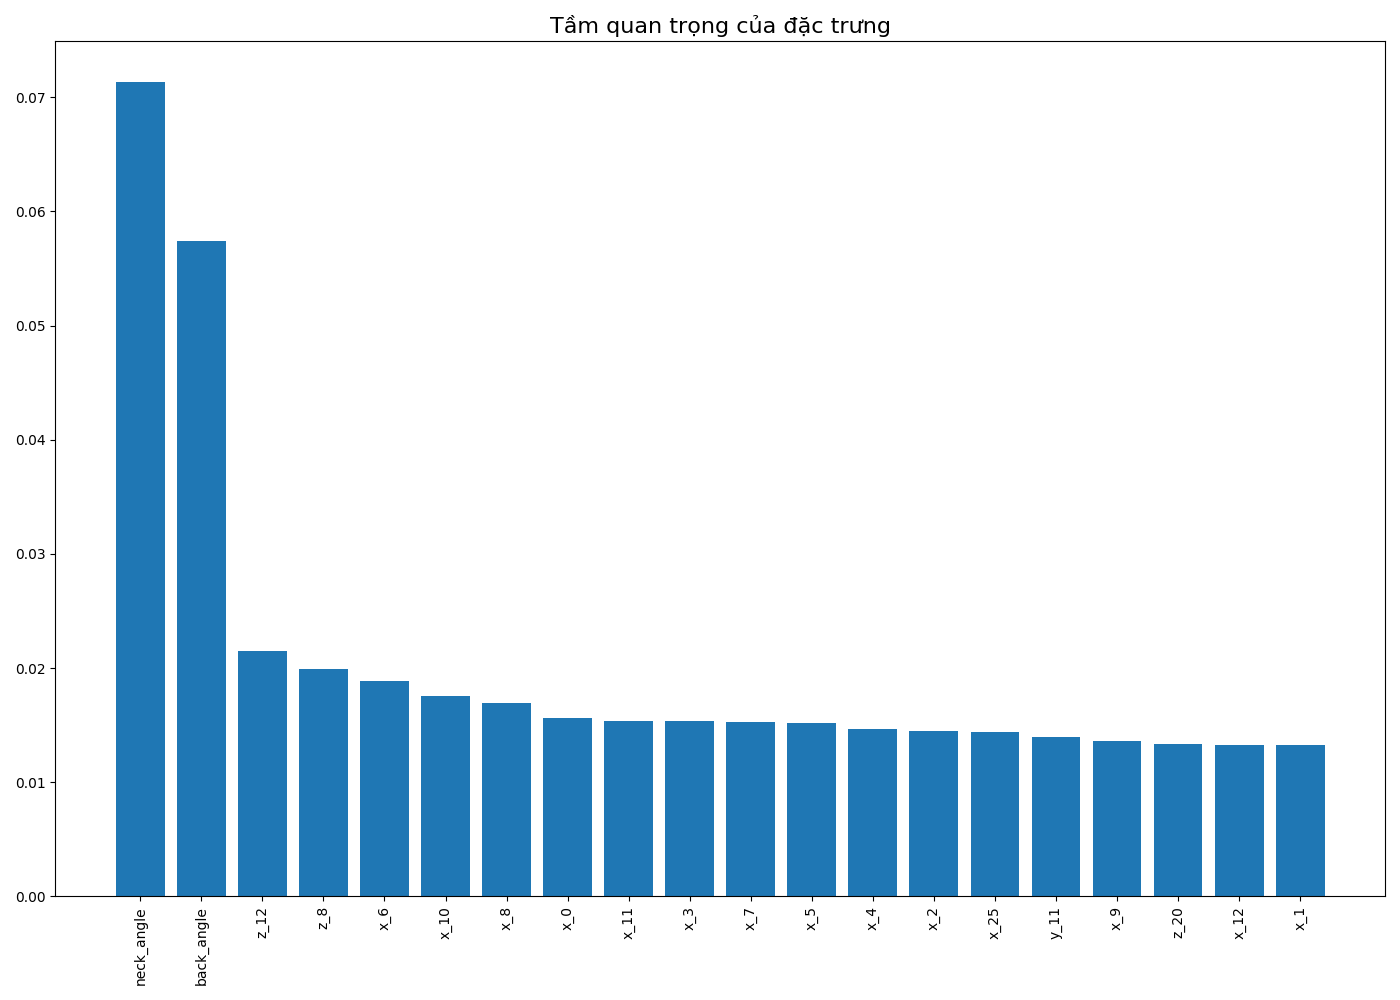 Tầm quan trọng của đặc trưng
0.07
0.06
0.05
0.04
0.03
0.02
0.01
0.00
neck_angle
back_angle
z_12
z_8
x_6
x_10
x_8
x_0
x_11
x_3
x_7
x_5
x_4
x_2
x_25
y_11
x_9
z_20
x_12
x_1